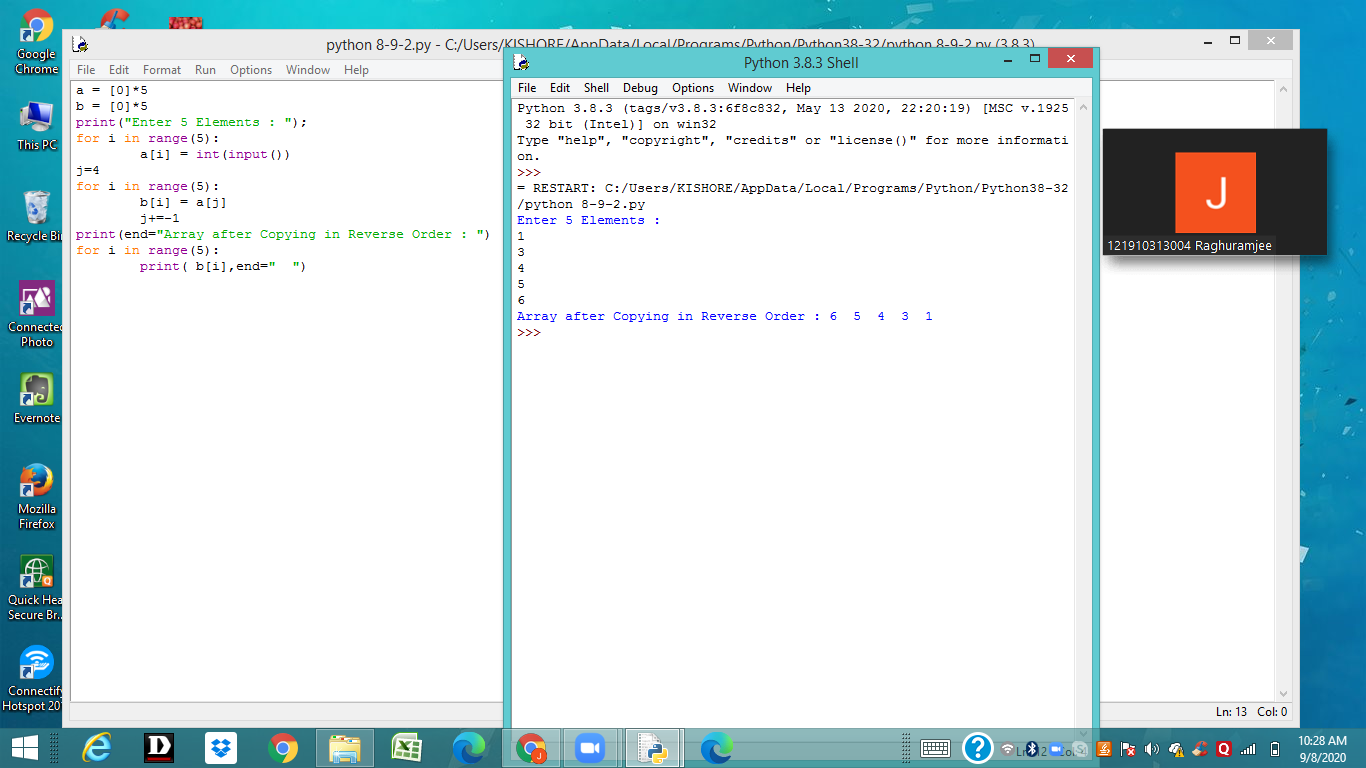 Google
Chrome
This PC
Recycle Bi
Connected
Photo
Evernote
Mozilla
Firefox
Quick Hea
Secure Br...
Connectify
Hotspot 20
python 8-9-2.py - C:/Users/KISHORE/AppData/Local/Programs/Python/Python38-32/python 8-9-2.py (3.8.3)
File Edit Format Run Options Window Help
a = [0]*5
b = [0]*5
print("Enter 5 Elements : ");
for i in range(5):
        a[i] = int(input())
j=4
for i in range(5):
        b[i] = a[j]
        j+=-1
print(end="Array after Copying in Reverse Order : ")
for i in range(5):
        print( b[i],end="  ")
Ln: 13 Col: 0
Python 3.8.3 Shell
File Edit Shell Debug Options Window Help
Python 3.8.3 (tags/v3.8.3:6f8c832, May 13 2020, 22:20:19) [MSC v.1925
 32 bit (Intel)] on win32
Type "help", "copyright", "credits" or "license()" for more informati
on.
>>>
= RESTART: C:/Users/KISHORE/AppData/Local/Programs/Python/Python38-32
/python 8-9-2.py
Enter 5 Elements :
1
3
4
5
6
Array after Copying in Reverse Order : 6  5  4  3  1
>>>
J
121910313004 Raghuramjee
10:28 AM
9/8/2020